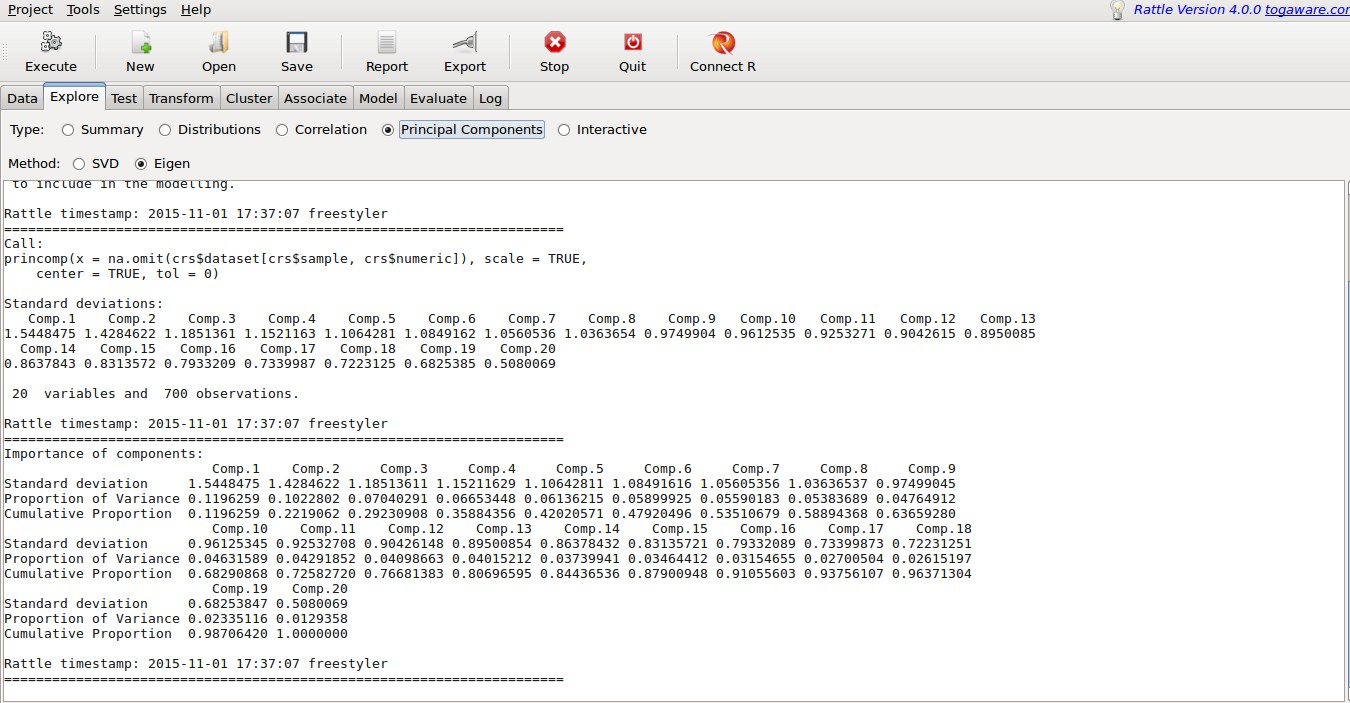 Project Tools Settings Help
Rattle Version 4.0.0 togaware.cor
Execute New Open Save Report Export Stop Quit Connect R
Data Explore Test Transform Cluster Associate Model Evaluate Log
Type: Summary Distributions Correlation Principal Components Interactive
Method: SVD Eigen
to include in the modelling.
Rattle timestamp: 2015-11-01 17:37:07 freestyler
======================================================================
Call:
princomp(x = na.omit(crs$dataset[crs$sample, crs$numeric]), scale = TRUE,
    center = TRUE, tol = 0)
Standard deviations:
   Comp.1    Comp.2    Comp.3    Comp.4    Comp.5    Comp.6    Comp.7    Comp.8    Comp.9   Comp.10   Comp.11   Comp.12   Comp.13
1.5448475 1.4284622 1.1851361 1.1521163 1.1064281 1.0849162 1.0560536 1.0363654 0.9749904 0.9612535 0.9253271 0.9042615 0.8950085
  Comp.14   Comp.15   Comp.16   Comp.17   Comp.18   Comp.19   Comp.20
0.8637843 0.8313572 0.7933209 0.7339987 0.7223125 0.6825385 0.5080069
 20  variables and  700 observations.
Rattle timestamp: 2015-11-01 17:37:07 freestyler
======================================================================
Importance of components:
                          Comp.1    Comp.2     Comp.3     Comp.4     Comp.5     Comp.6     Comp.7     Comp.8     Comp.9
Standard deviation     1.5448475 1.4284622 1.18513611 1.15211629 1.10642811 1.08491616 1.05605356 1.03636537 0.97499045
Proportion of Variance 0.1196259 0.1022802 0.07040291 0.06653448 0.06136215 0.05899925 0.05590183 0.05383689 0.04764912
Cumulative Proportion  0.1196259 0.2219062 0.29230908 0.35884356 0.42020571 0.47920496 0.53510679 0.58894368 0.63659280
                          Comp.10    Comp.11    Comp.12    Comp.13    Comp.14    Comp.15    Comp.16    Comp.17    Comp.18
Standard deviation     0.96125345 0.92532708 0.90426148 0.89500854 0.86378432 0.83135721 0.79332089 0.73399873 0.72231251
Proportion of Variance 0.04631589 0.04291852 0.04098663 0.04015212 0.03739941 0.03464412 0.03154655 0.02700504 0.02615197
Cumulative Proportion  0.68290868 0.72582720 0.76681383 0.80696595 0.84436536 0.87900948 0.91055603 0.93756107 0.96371304
                          Comp.19   Comp.20
Standard deviation     0.68253847 0.5080069
Proportion of Variance 0.02335116 0.0129358
Cumulative Proportion  0.98706420 1.0000000
Rattle timestamp: 2015-11-01 17:37:07 freestyler
======================================================================